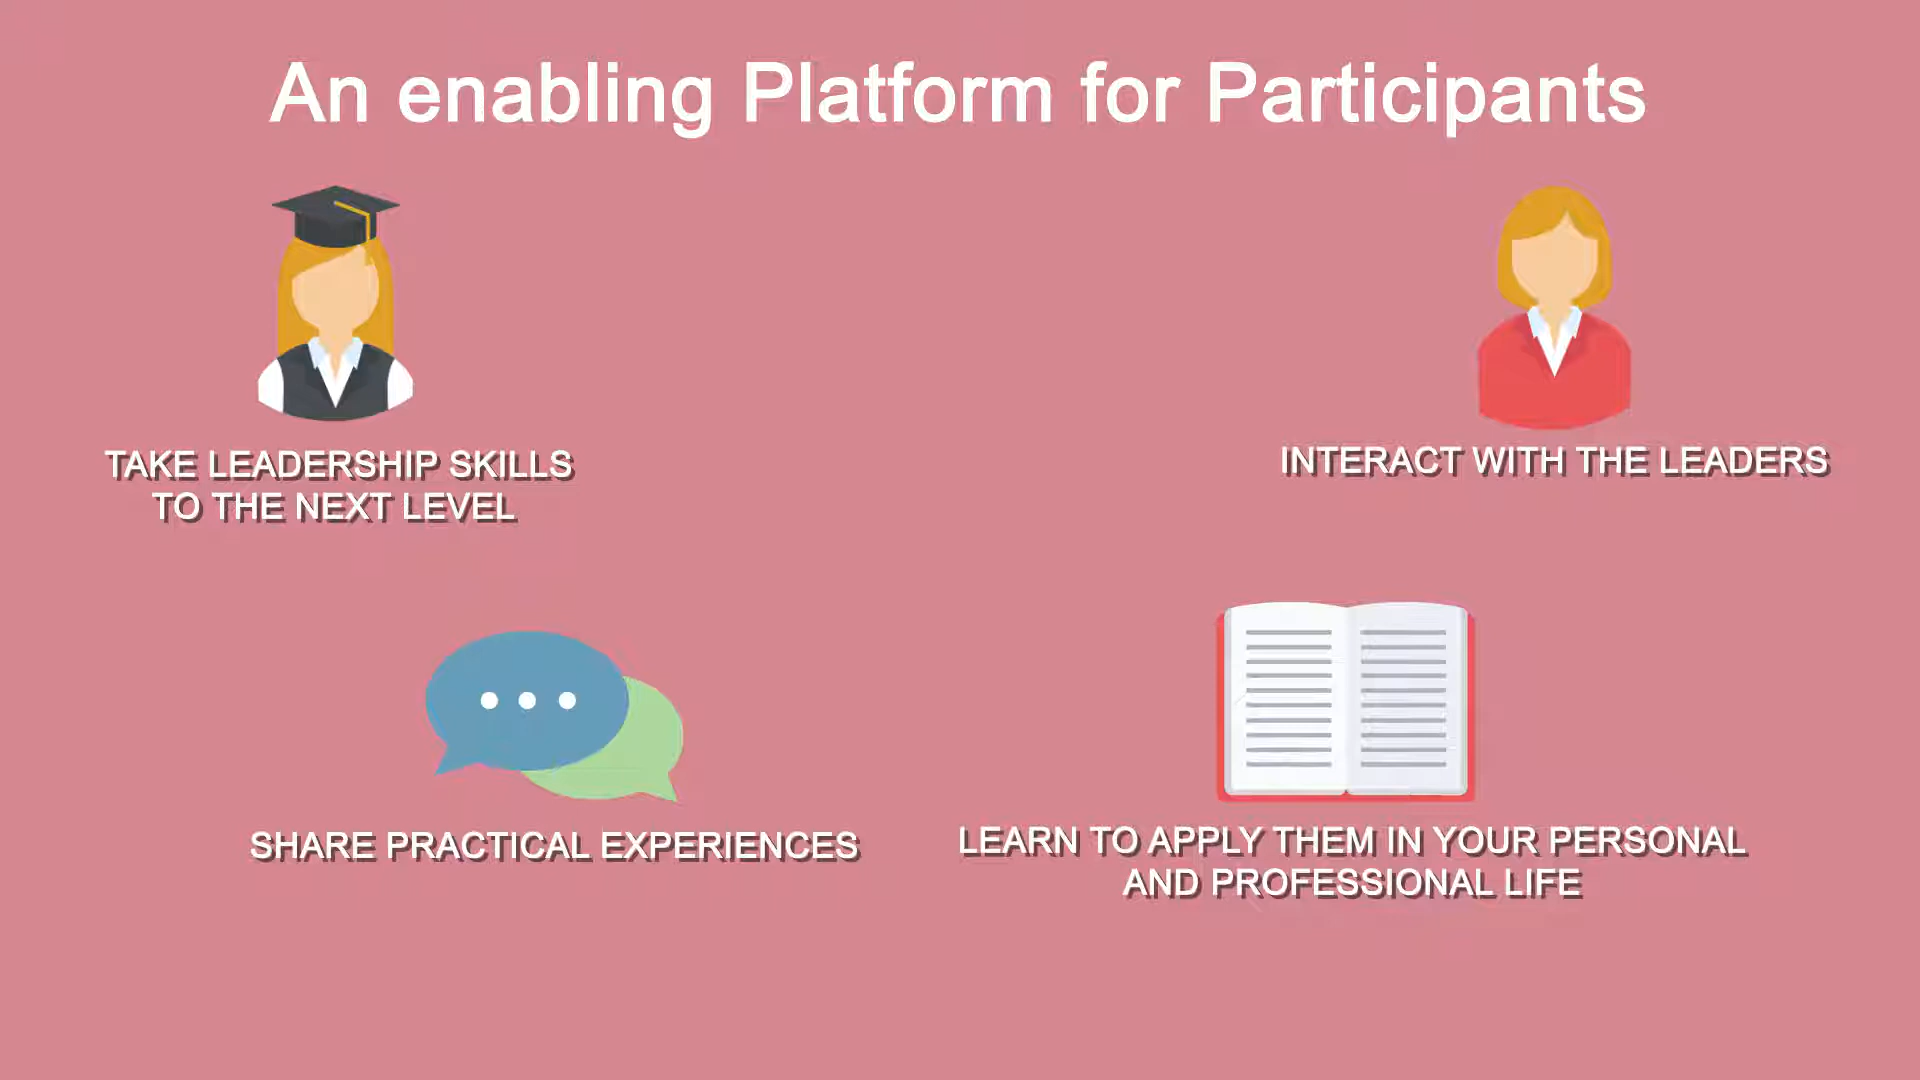 An enabling Platform for Participants
TAKE LEADERSHIP SKILLS
TO THE NEXT LEVEL
INTERACT WITH THE LEADERS
SHARE PRACTICAL EXPERIENCES
LEARN TO APPLY THEM IN YOUR PERSONAL
AND PROFESSIONAL LIFE